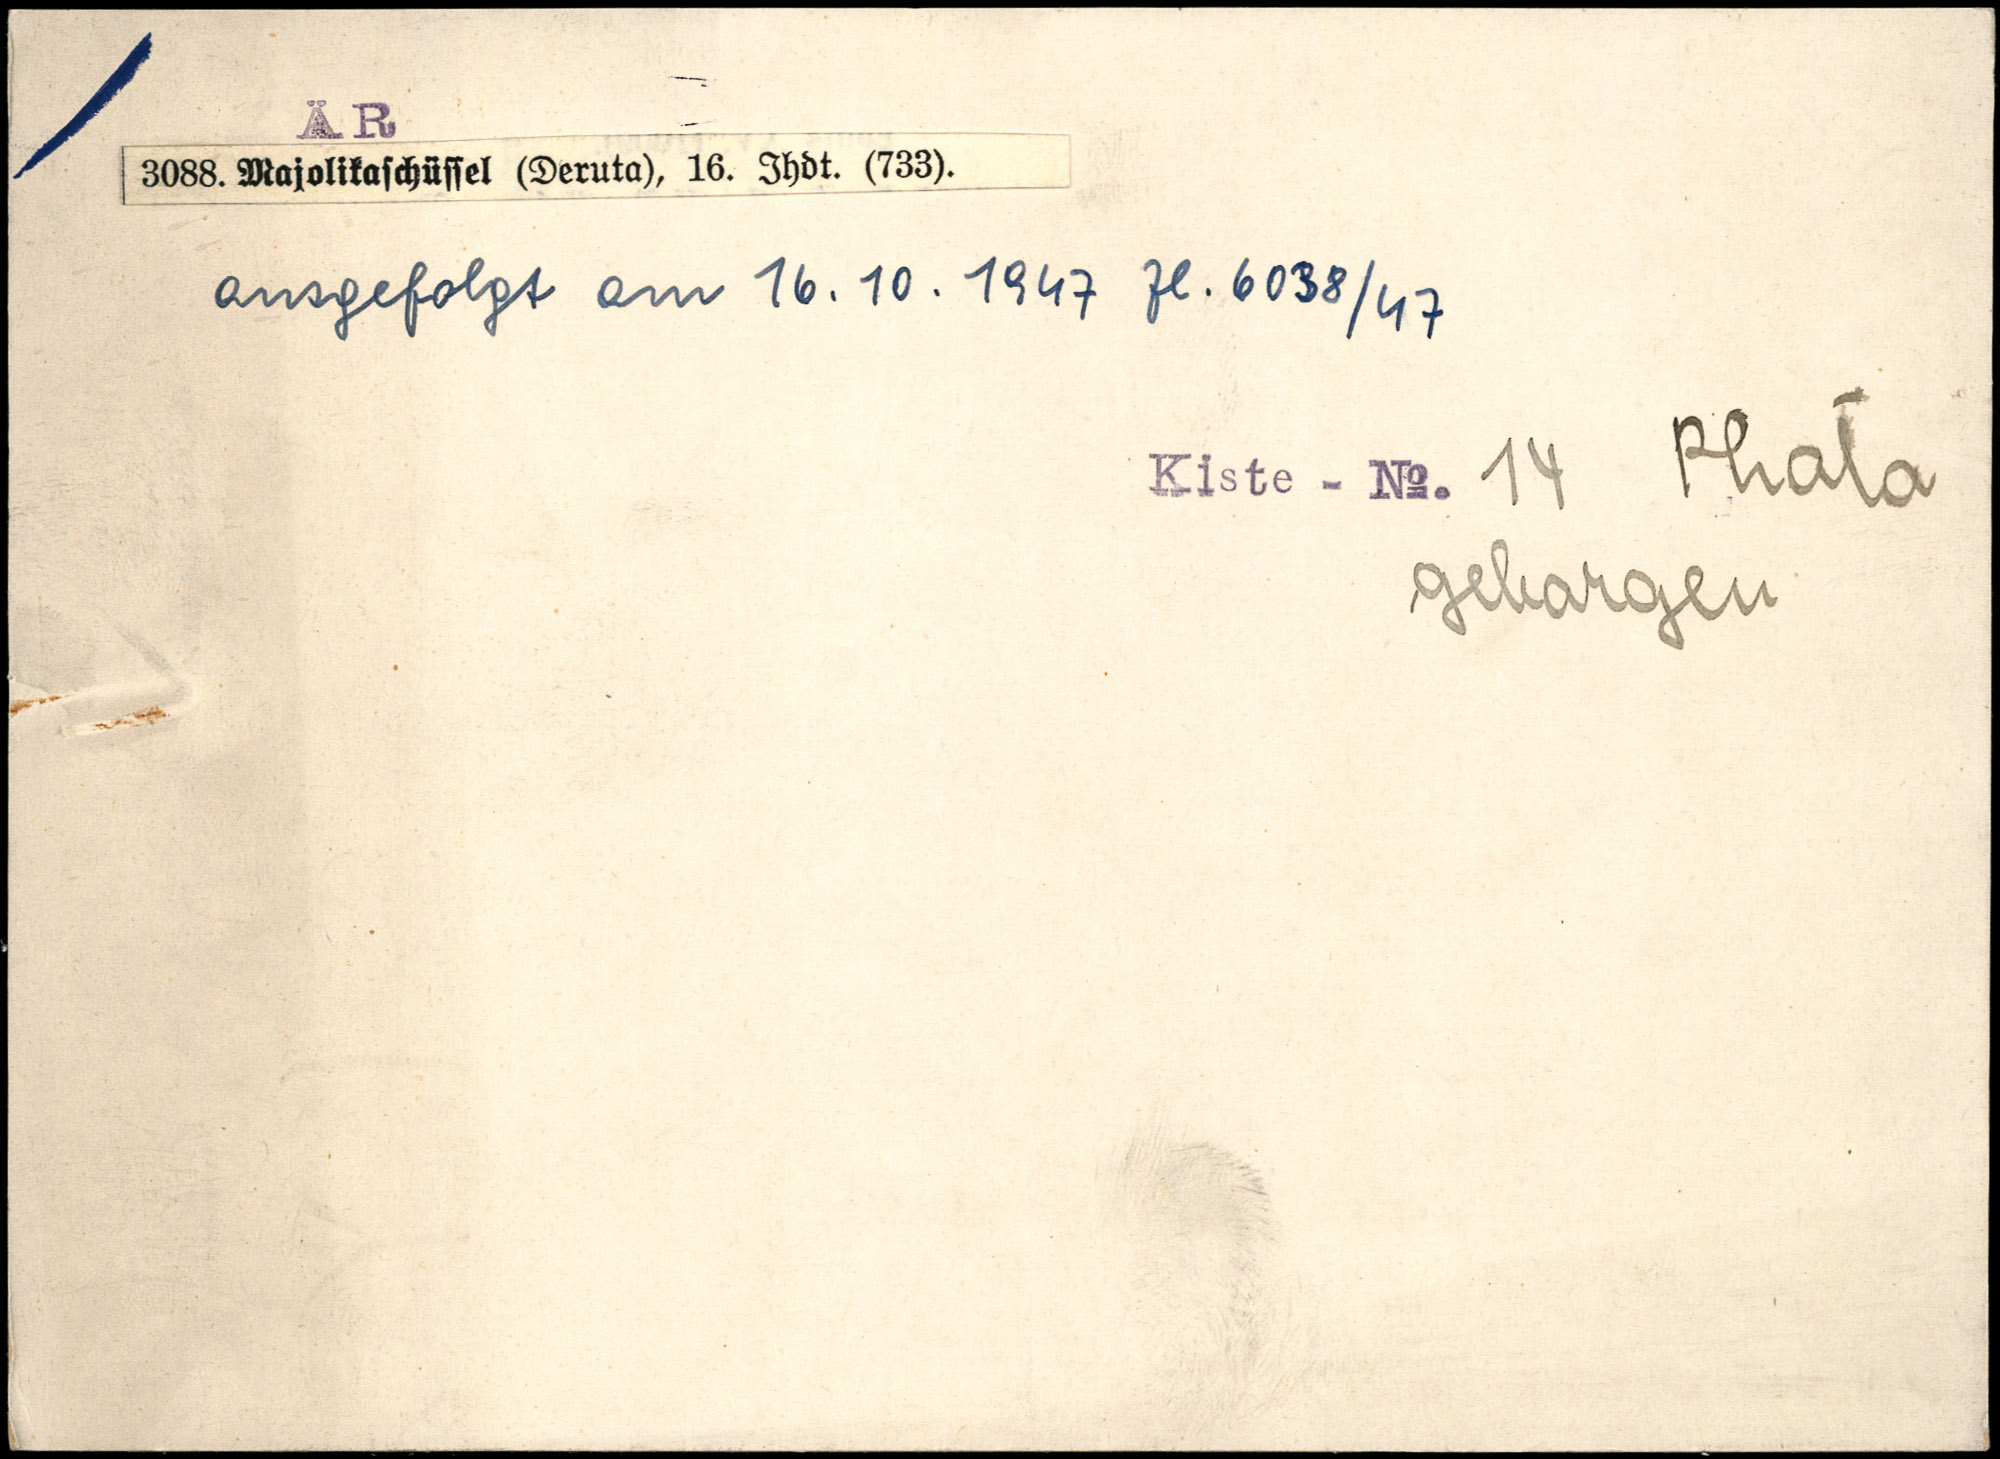 ÄR
3088. Majolikaschüssel (Deruta), 16. Jhdt. (733).
ausgefolgt am 16. 10. 1947 Zl. 6038/47
Kiste - No. 14 Photo
geborgen